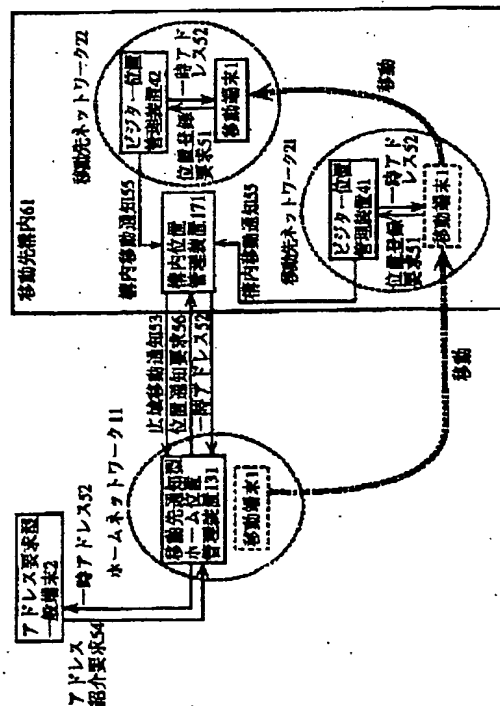 移動先構内61
移動先ネットワーク22
ビジター位置
管理装置42
一時アド
レス52
位置登録
要求51
移動端末1
構内移動通知55
構内位置
管理装置171
構内移動通知55
移動先ネットワーク21
ビジター位置
管理装置41
一時アド
レス52
位置登録
要求51
移動端末1
移動
移動
広域移動通知53
位置通知要求56
一時アドレス52
ホームネットワーク11
移動先通知型
ホーム位置
管理装置131
移動端末1
アドレス要求型
一般端末2
一時アドレス52
アドレス
紹介要求54